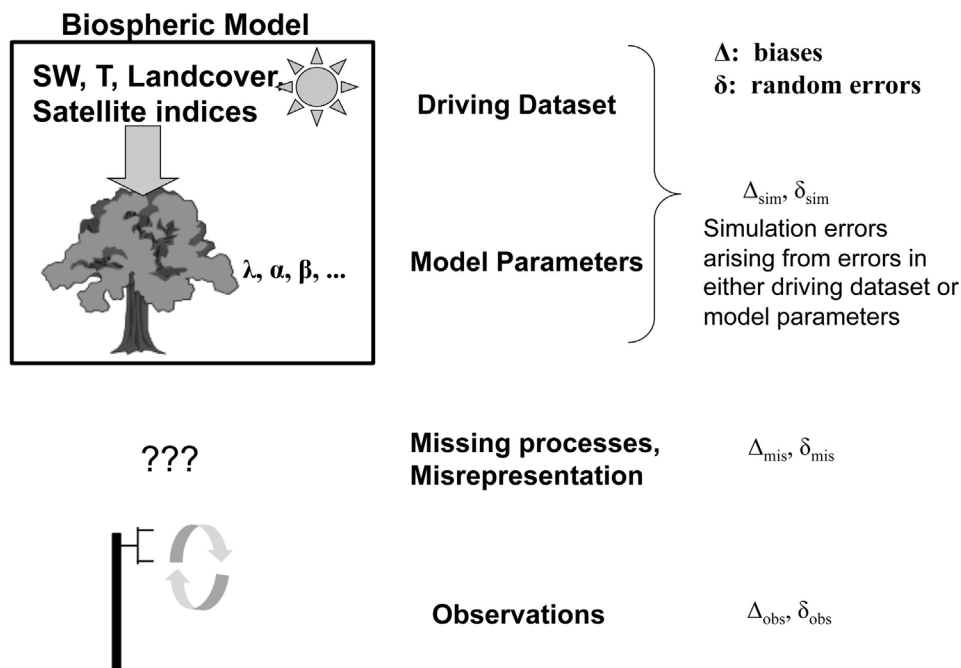 Biospheric Model
SW, T, Landcover,
Satellite indices
λ, α, β, ...
Driving Dataset
Model Parameters
Δ: biases
δ: random errors
Δsim, δsim
Simulation errors
arising from errors in
either driving dataset or
model parameters
???
Missing processes,
Misrepresentation
Δmis, δmis
Observations
Δobs, δobs